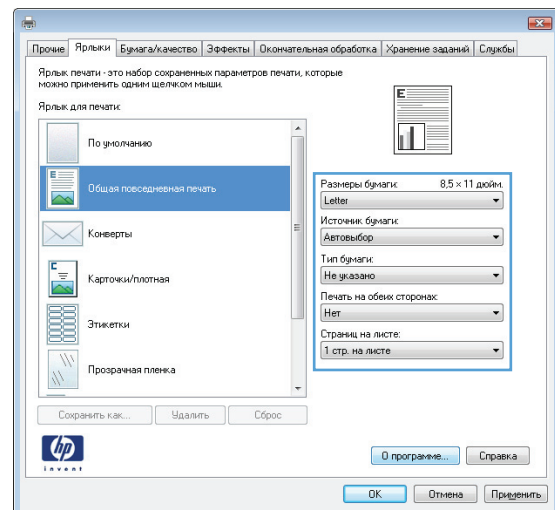 Прочие Ярлыки Бумага/качество Эффекты Окончательная обработка Хранение заданий Службы
Ярлык печати - это набор сохраненных параметров печати, которые
можно применить одним щелчком мыши.
Ярлык для печати:
По умолчанию
Общая повседневная печать
Конверты
Карточки/плотная
Этикетки
Прозрачная пленка
E
Размеры бумаги: 8,5 × 11 дюйм.
Letter
Источник бумаги:
Автовыбор
Тип бумаги:
Не указано
Печать на обеих сторонах:
Нет
Страниц на листе:
1 стр. на листе
Сохранить как... Удалить Сброс
hp
invent
О программе... Справка
OK Отмена Применить